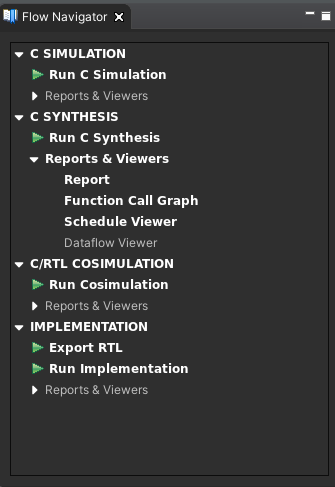 Flow Navigator
C SIMULATION
Run C Simulation
Reports & Viewers
C SYNTHESIS
Run C Synthesis
Reports & Viewers
Report
Function Call Graph
Schedule Viewer
Dataflow Viewer
C/RTL COSIMULATION
Run Cosimulation
Reports & Viewers
IMPLEMENTATION
Export RTL
Run Implementation
Reports & Viewers